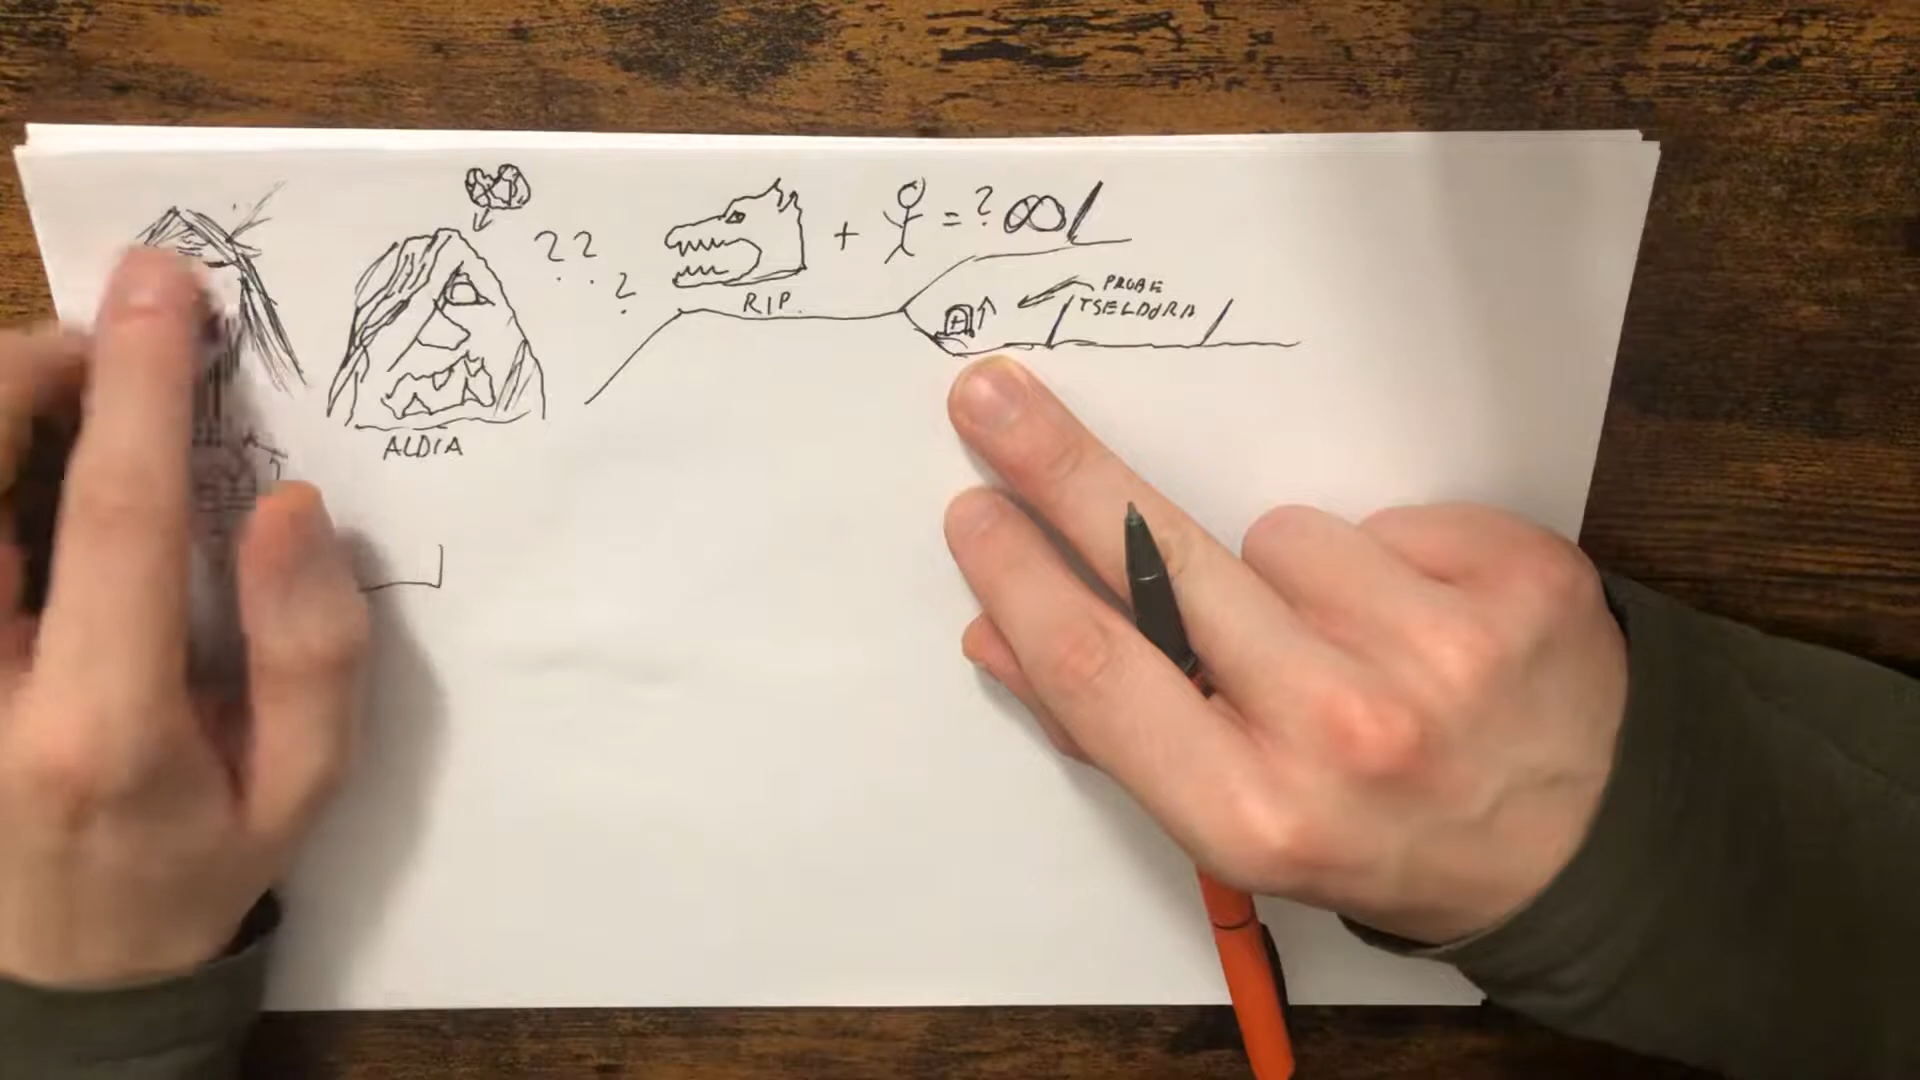 ? ?
?
+ = ? ∞
RIP.
PROBE
TSELDORA
ALDIA